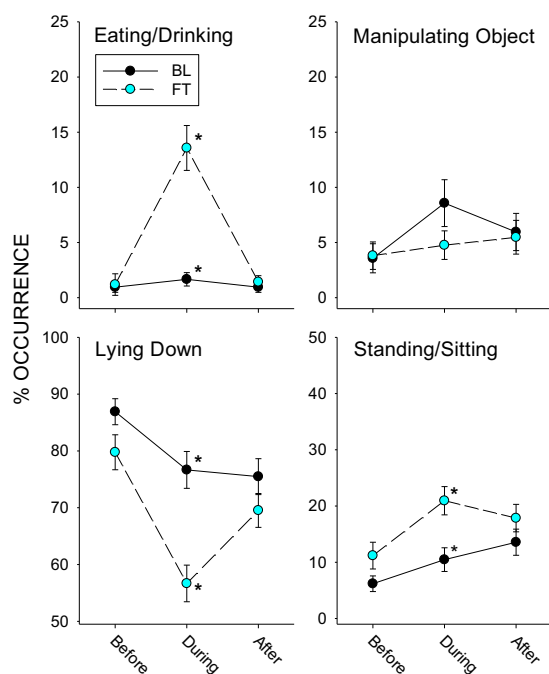 Eating/Drinking
Manipulating Object
25
20
15
10
5
0
BL
FT
*
*
25
20
15
10
5
0
% OCCURRENCE
Lying Down
Standing/Sitting
100
90
80
70
60
50
*
*
50
40
30
20
10
0
*
*
Before
During
After
Before
During
After